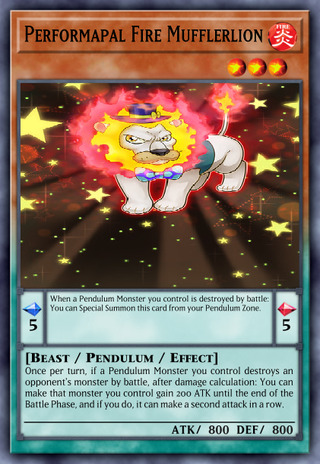 Performapal Fire Mufflerlion
FIRE
炎
When a Pendulum Monster you control is destroyed by battle:
You can Special Summon this card from your Pendulum Zone.
5
5
[Beast / Pendulum / Effect]
Once per turn, if a Pendulum Monster you control destroys an
opponent's monster by battle, after damage calculation: You can
make that monster you control gain 200 ATK until the end of the
Battle Phase, and if you do, it can make a second attack in a row.
ATK/ 800 DEF/ 800